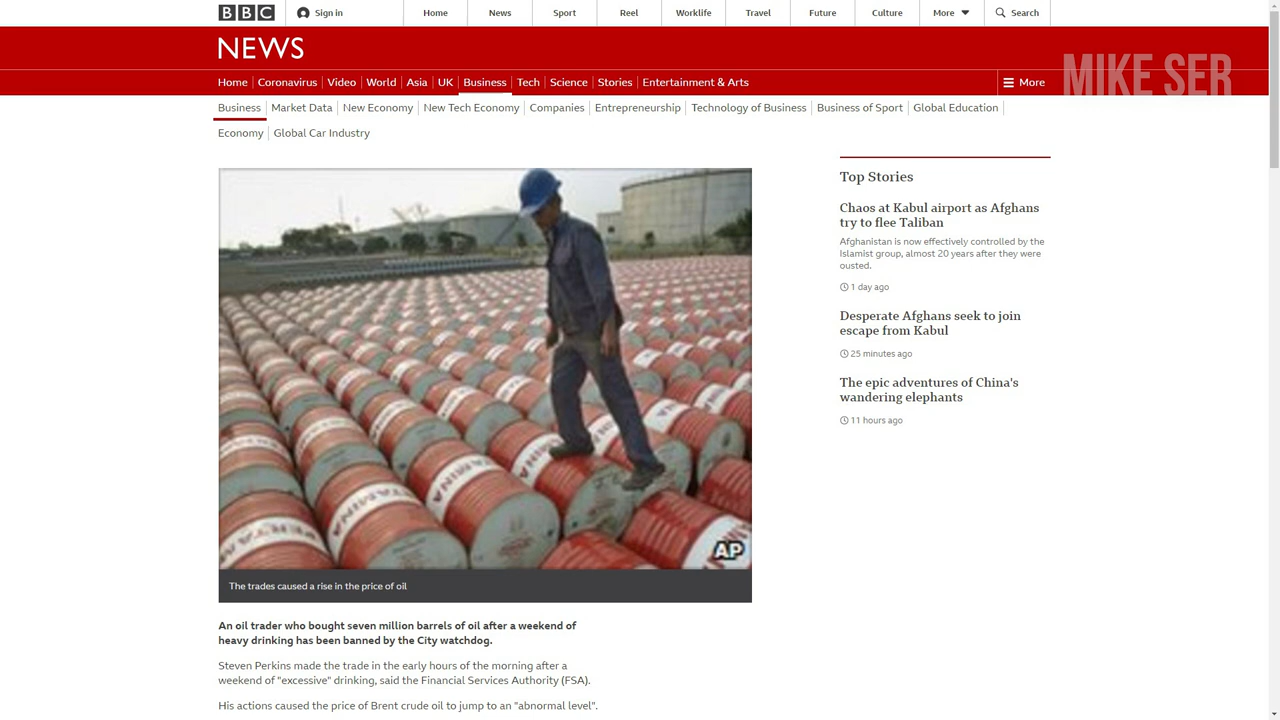 BBC
Sign in
Home
News
Sport
Reel
Worklife
Travel
Future
Culture
More
Search
NEWS
MIKE SER
Home
Coronavirus
Video
World
Asia
UK
Business
Tech
Science
Stories
Entertainment & Arts
More
Business
Market Data
New Economy
New Tech Economy
Companies
Entrepreneurship
Technology of Business
Business of Sport
Global Education
Economy
Global Car Industry
PERTAMINA
AP
The trades caused a rise in the price of oil
An oil trader who bought seven million barrels of oil after a weekend of
heavy drinking has been banned by the City watchdog.
Steven Perkins made the trade in the early hours of the morning after a
weekend of "excessive" drinking, said the Financial Services Authority (FSA).
His actions caused the price of Brent crude oil to jump to an "abnormal level".
Top Stories
Chaos at Kabul airport as Afghans
try to flee Taliban
Afghanistan is now effectively controlled by the
Islamist group, almost 20 years after they were
ousted.
1 day ago
Desperate Afghans seek to join
escape from Kabul
25 minutes ago
The epic adventures of China's
wandering elephants
11 hours ago